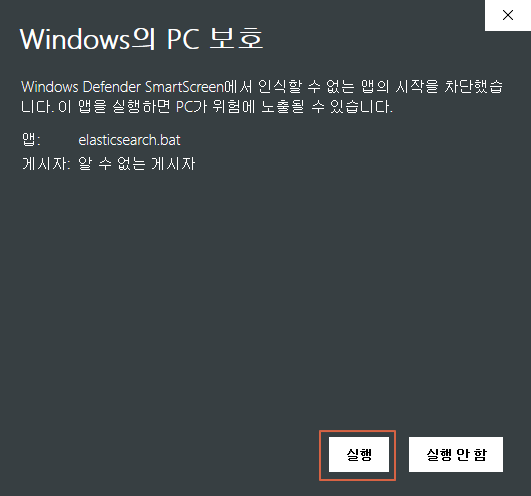 Windows의 PC 보호
Windows Defender SmartScreen에서 인식할 수 없는 앱의 시작을 차단했습
니다. 이 앱을 실행하면 PC가 위험에 노출될 수 있습니다.
앱: elasticsearch.bat
게시자: 알 수 없는 게시자
실행 실행 안 함